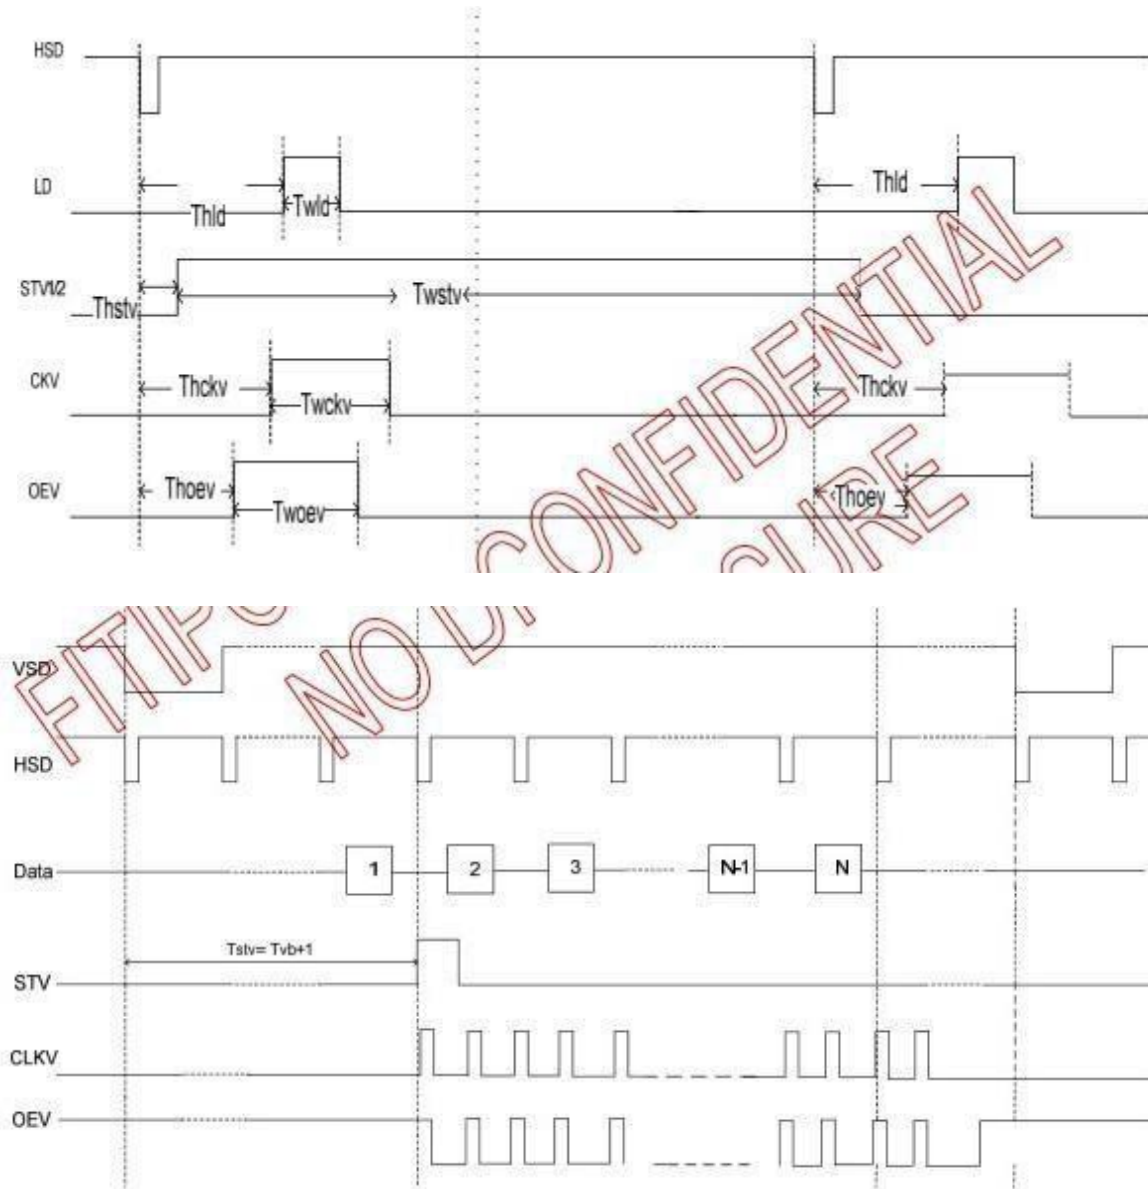 HSD
LD
Thld
Twld
Thld
STV1/2
Thstv
Twstv
CKV
Thckv
Twckv
Thckv
OEV
Thoev
Twoev
Thoev
CONFIDENTIAL
NO DI
VSD
HSD
Data
1
2
3
N-1
N
Tstv= Tvb+1
STV
CLKV
OEV